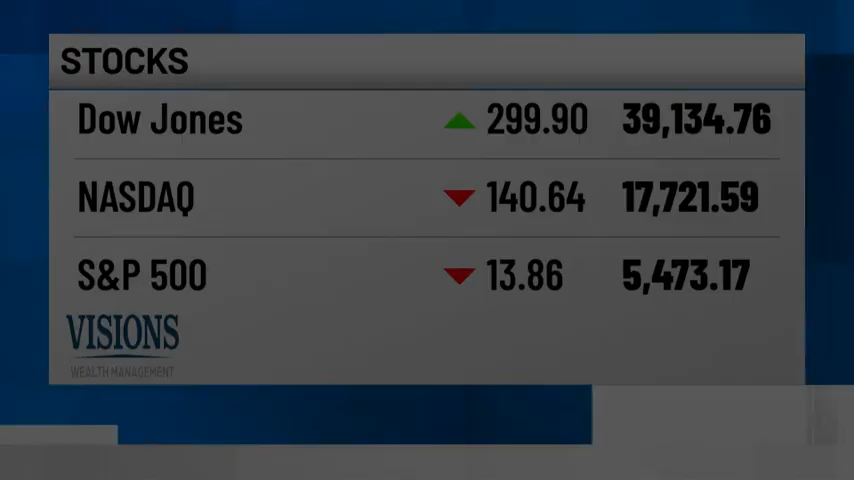 STOCKS
Dow Jones 299.90 39,134.76
NASDAQ 140.64 17,721.59
S&P 500 13.86 5,473.17
VISIONS
WEALTH MANAGEMENT